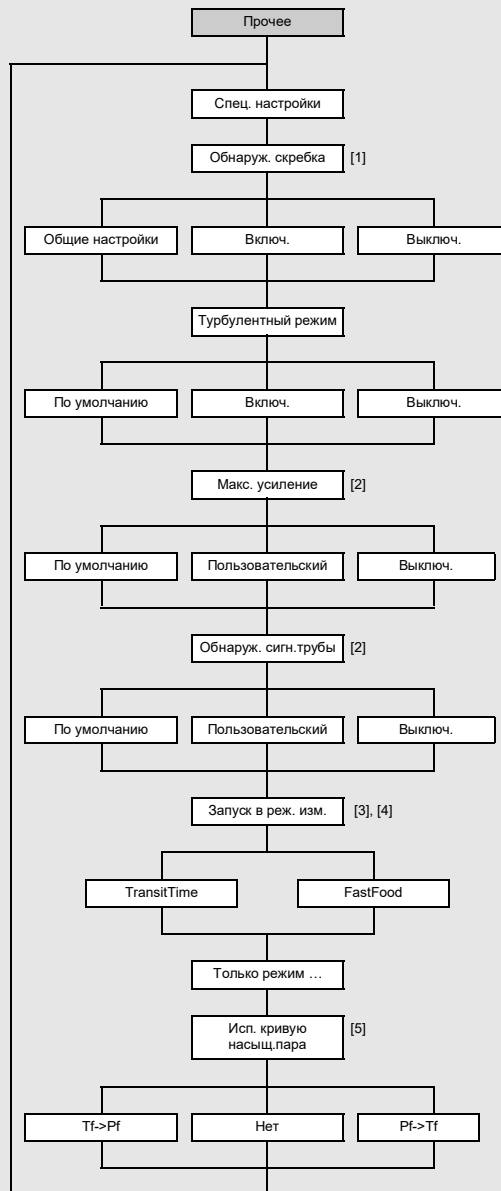 Прочее
Спец. настройки
Обнаруж. скребка [1]
Общие настройки Включ. Выключ.
Турбулентный режим
По умолчанию Включ. Выключ.
Макс. усиление [2]
По умолчанию Пользовательский Выключ.
Обнаруж. сигн.трубы [2]
По умолчанию Пользовательский Выключ.
Запуск в реж. изм. [3], [4]
TransitTime FastFood
Только режим …
Исп. кривую [5]
насыщ.пара
Tf->Pf Нет Pf->Tf